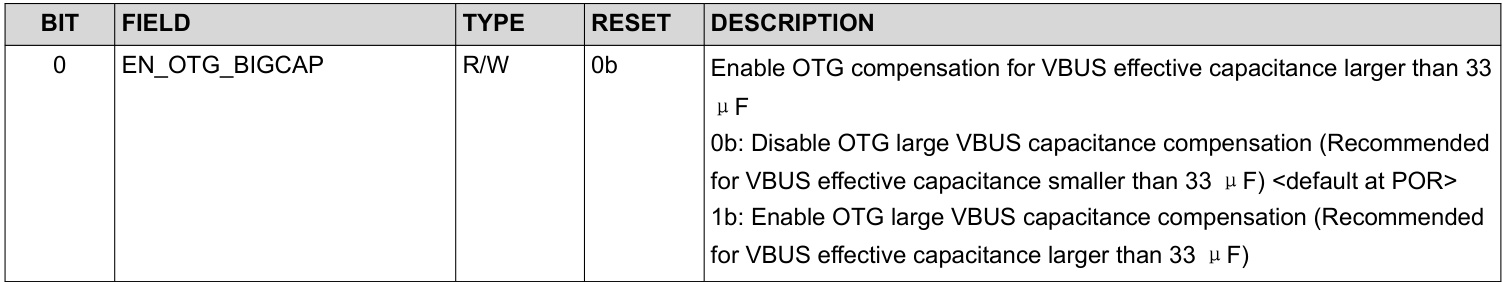 BIT FIELD TYPE RESET DESCRIPTION
0 EN_OTG_BIGCAP R/W 0b Enable OTG compensation for VBUS effective capacitance larger than 33
μF
0b: Disable OTG large VBUS capacitance compensation (Recommended
for VBUS effective capacitance smaller than 33 μF) <default at POR>
1b: Enable OTG large VBUS capacitance compensation (Recommended
for VBUS effective capacitance larger than 33 μF)